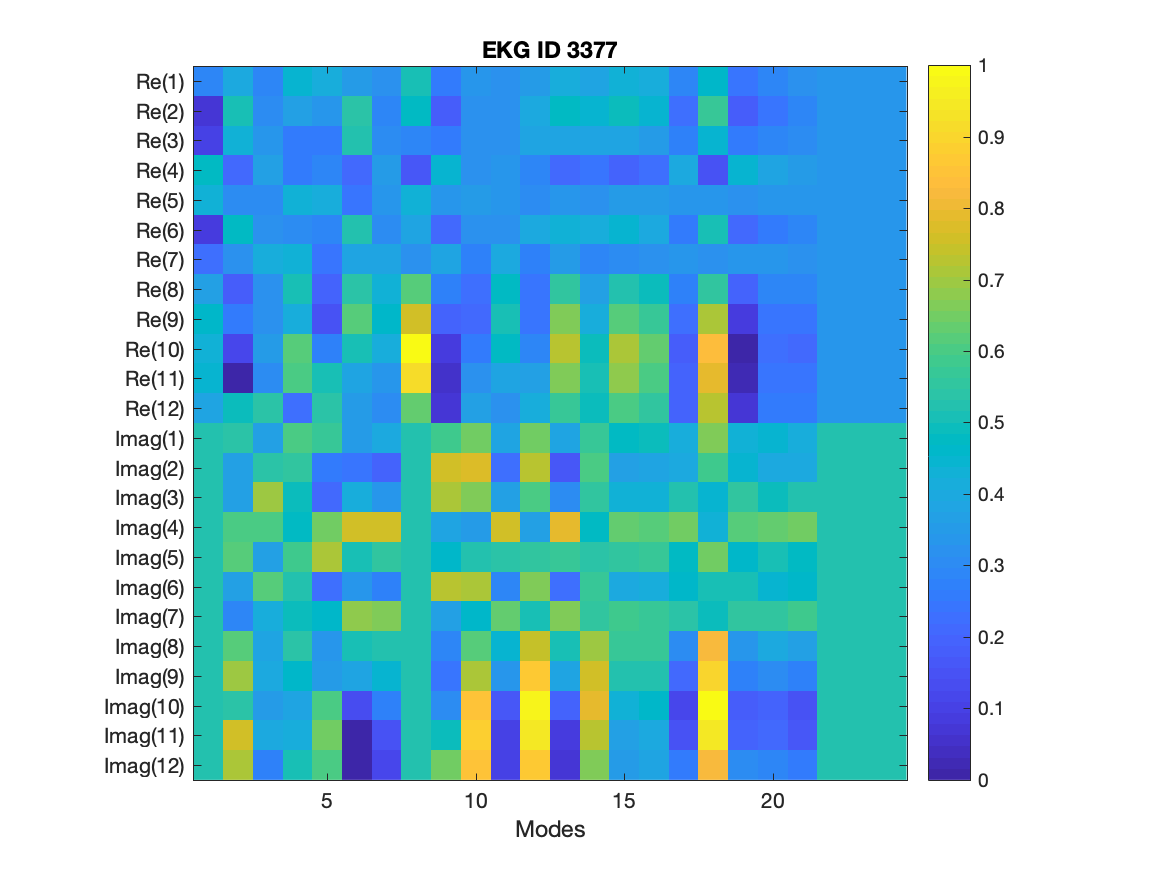 EKG ID 3377
Re(1)
Re(2)
Re(3)
Re(4)
Re(5)
Re(6)
Re(7)
Re(8)
Re(9)
Re(10)
Re(11)
Re(12)
Imag(1)
Imag(2)
Imag(3)
Imag(4)
Imag(5)
Imag(6)
Imag(7)
Imag(8)
Imag(9)
Imag(10)
Imag(11)
Imag(12)
5 10 15 20
Modes
1
0.9
0.8
0.7
0.6
0.5
0.4
0.3
0.2
0.1
0